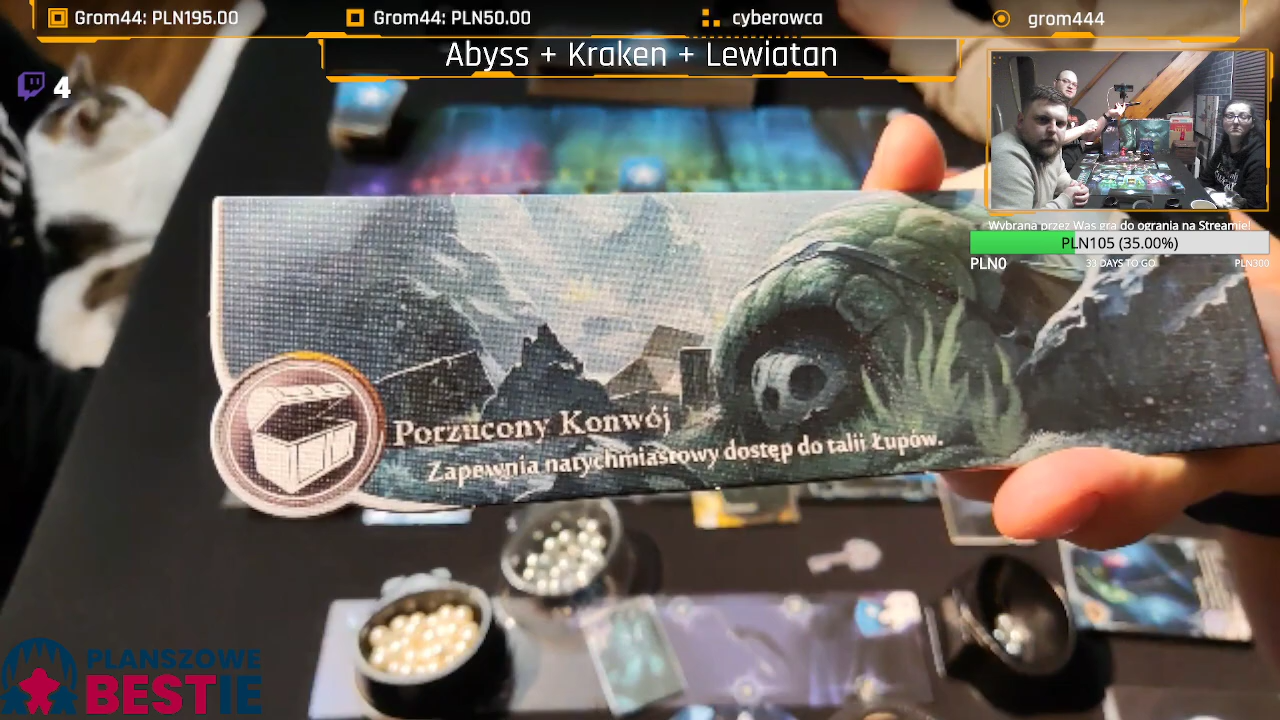 Grom44: PLN195.00
Grom44: PLN50.00
cyberowca
grom444
Abyss + Kraken + Lewiatan
4
Wybrana przez Was gra do ogrania na Streamie!
PLN105 (35.00%)
PLN0
33 DAYS TO GO
PLN300
Porzucony Konwój
Zapewnia natychmiastowy dostęp do talii Łupów.
PLANSZOWE
BESTIE